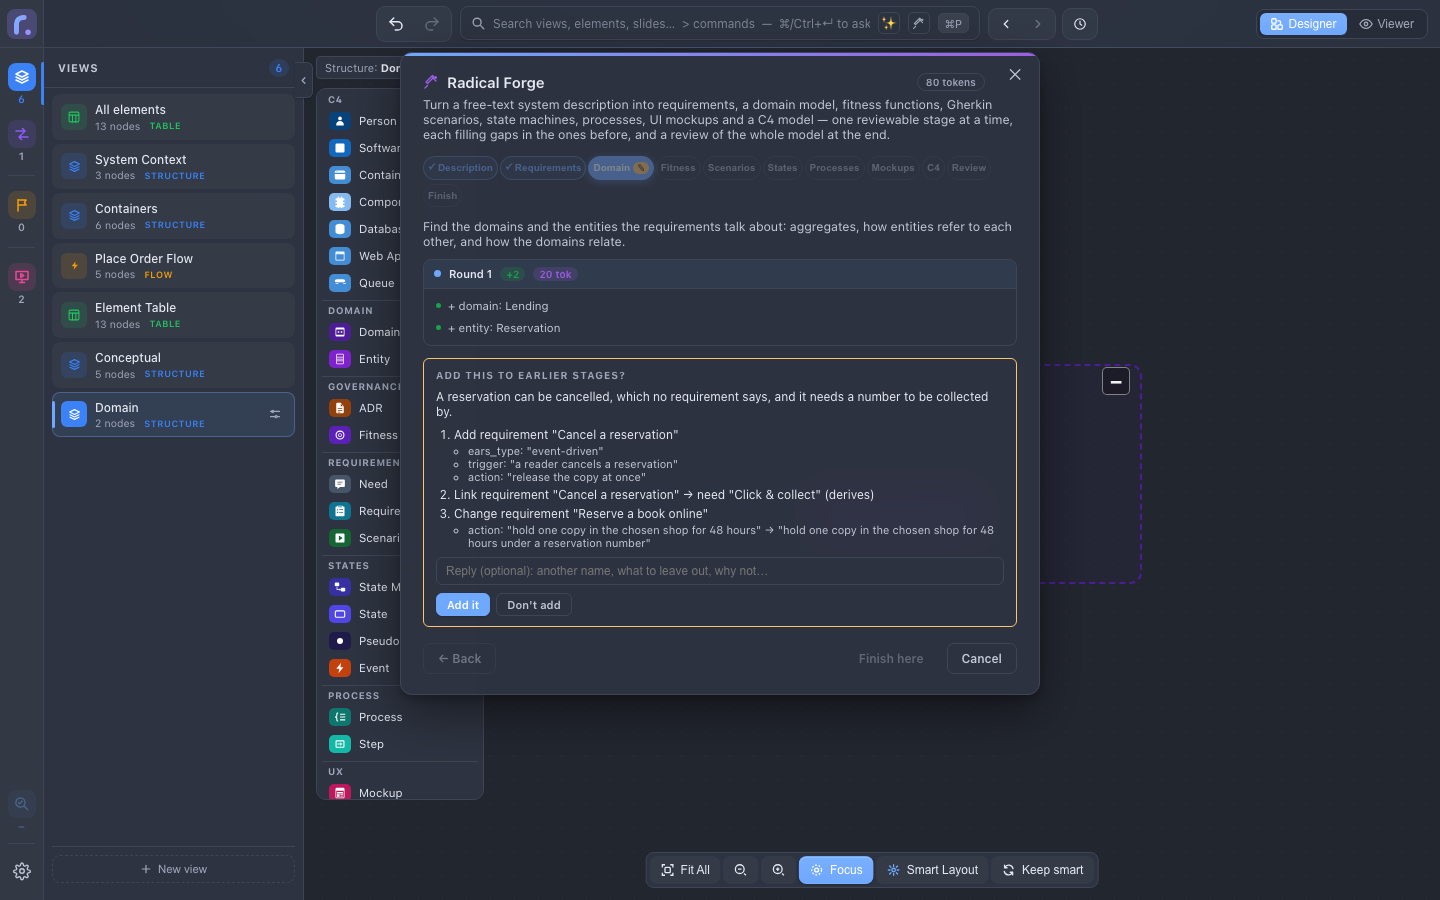 Search views, elements, slides... > commands — ⌘/Ctrl+↵ to ask
⌘P
Designer
Viewer
6
1
0
2
–
VIEWS
6
All elements
13 nodes TABLE
System Context
3 nodes STRUCTURE
Containers
6 nodes STRUCTURE
Place Order Flow
5 nodes FLOW
Element Table
13 nodes TABLE
Conceptual
5 nodes STRUCTURE
Domain
2 nodes STRUCTURE
+ New view
Structure: Dor
C4
Person
Softwar
Contain
Compor
Databas
Web Ap
Queue
DOMAIN
Domain
Entity
GOVERNANC
ADR
Fitness
REQUIREMEN
Need
Require
Scenari
STATES
State M
State
Pseudo
Event
PROCESS
Process
Step
UX
Mockup
Radical Forge
80 tokens
Turn a free-text system description into requirements, a domain model, fitness functions, Gherkin
scenarios, state machines, processes, UI mockups and a C4 model — one reviewable stage at a time,
each filling gaps in the ones before, and a review of the whole model at the end.
✓ Description ✓ Requirements Domain Fitness Scenarios States Processes Mockups C4 Review
Finish
Find the domains and the entities the requirements talk about: aggregates, how entities refer to each
other, and how the domains relate.
Round 1 +2 20 tok
+ domain: Lending
+ entity: Reservation
ADD THIS TO EARLIER STAGES?
A reservation can be cancelled, which no requirement says, and it needs a number to be collected
by.
1. Add requirement "Cancel a reservation"
ears_type: "event-driven"
trigger: "a reader cancels a reservation"
action: "release the copy at once"
2. Link requirement "Cancel a reservation" → need "Click & collect" (derives)
3. Change requirement "Reserve a book online"
action: "hold one copy in the chosen shop for 48 hours" → "hold one copy in the chosen shop for 48
hours under a reservation number"
Reply (optional): another name, what to leave out, why not…
Add it
Don't add
← Back
Finish here
Cancel
Fit All
Focus
Smart Layout
Keep smart